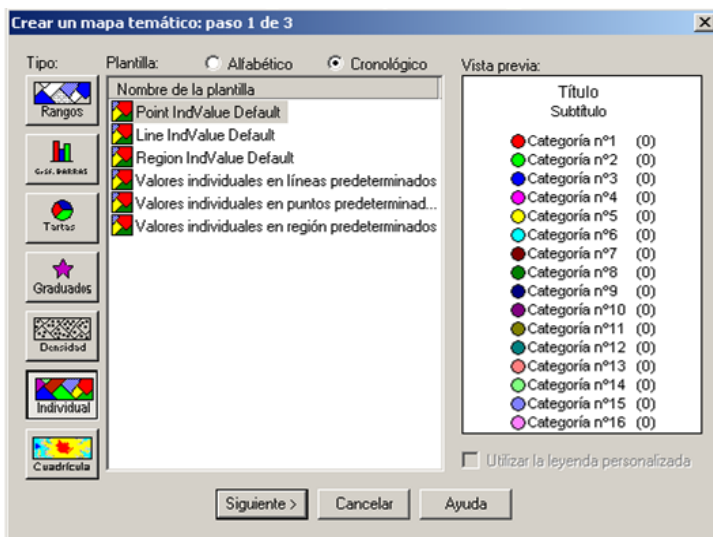 Crear un mapa temático: paso 1 de 3
Tipo:
Rangos
Gráf. BARRAS
Tartas
Graduados
Densidad
Individual
Cuadrícula
Plantilla:
Alfabético
Cronológico
Nombre de la plantilla
Point IndValue Default
Line IndValue Default
Region IndValue Default
Valores individuales en líneas predeterminados
Valores individuales en puntos predeterminad...
Valores individuales en región predeterminados
Vista previa:
Título
Subtítulo
Categoría nº1 (0)
Categoría nº2 (0)
Categoría nº3 (0)
Categoría nº4 (0)
Categoría nº5 (0)
Categoría nº6 (0)
Categoría nº7 (0)
Categoría nº8 (0)
Categoría nº9 (0)
Categoría nº10 (0)
Categoría nº11 (0)
Categoría nº12 (0)
Categoría nº13 (0)
Categoría nº14 (0)
Categoría nº15 (0)
Categoría nº16 (0)
Utilizar la leyenda personalizada
Siguiente >
Cancelar
Ayuda